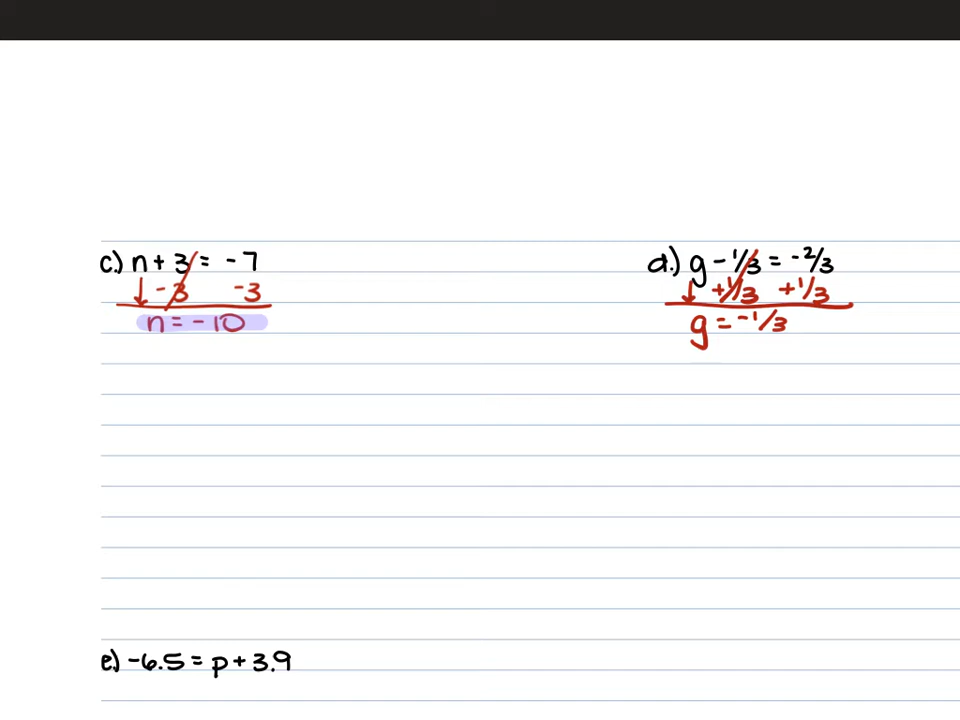 c.) n + 3 = -7
-3 -3
n = -10
d.) g - 1/3 = -2/3
+1/3 +1/3
g = -1/3
e.) -6.5 = p + 3.9